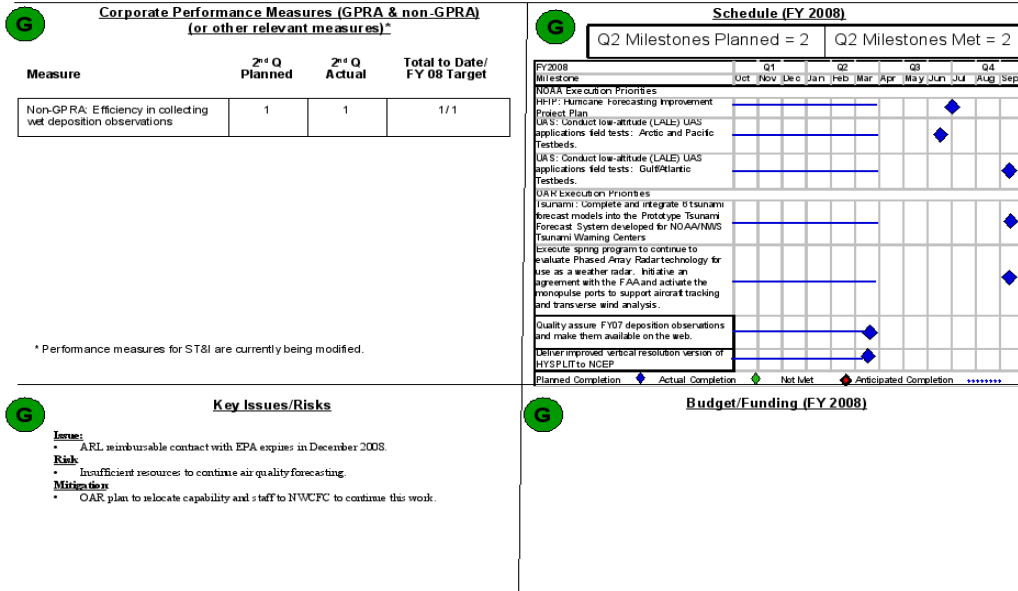 G
Corporate Performance Measures (GPRA & non-GPRA)
(or other relevant measures)*
Measure
2nd Q Planned
2nd Q Actual
Total to Date/ FY 08 Target
Non-GPRA; Efficiency in collecting
wet deposition observations
1
1
1/1
* Performance measures for ST&I are currently being modified.
G
Schedule (FY 2008)
Q2 Milestones Planned = 2
Q2 Milestones Met = 2
FY2008 Q1 Q2 Q3 Q4
Milestone Oct Nov Dec Jan Feb Mar Apr May Jun Jul Aug Sep
NOAA Execution Priorities
HFIP: Hurricane Forecasting Improvement
Project Plan
UAS: Conduct low-altitude (LALE) UAS
applications field tests: Arctic and Pacific
Testbeds.
UAS: Conduct low-altitude (LALE) UAS
applications field tests: Gulf/Atlantic
Testbeds.
OAR Execution Priorities
Tsunami: Complete and integrate 6 tsunami
forecast models into the Prototype Tsunami
Forecast System developed for NOAA/NWS
Tsunami Warning Centers
Execute spring program to continue to
evaluate Phased Array Radar technology for
use as a weather radar. Initiative an
agreement with the FAA and activate the
monopulse ports to support aircraft tracking
and transverse wind analysis.
Quality assure FY07 deposition observations
and make them available on the web.
Deliver improved vertical resolution version of
HYSPLIT to NCEP
Planned Completion Actual Completion Not Met Anticipated Completion
G
Key Issues/Risks
Issue:
• ARL reimbursable contract with EPA expires in December 2008.
Risk
• Insufficient resources to continue air quality forecasting.
Mitigation
• OAR plan to relocate capability and staff to NWCFC to continue this work.
G
Budget/Funding (FY 2008)